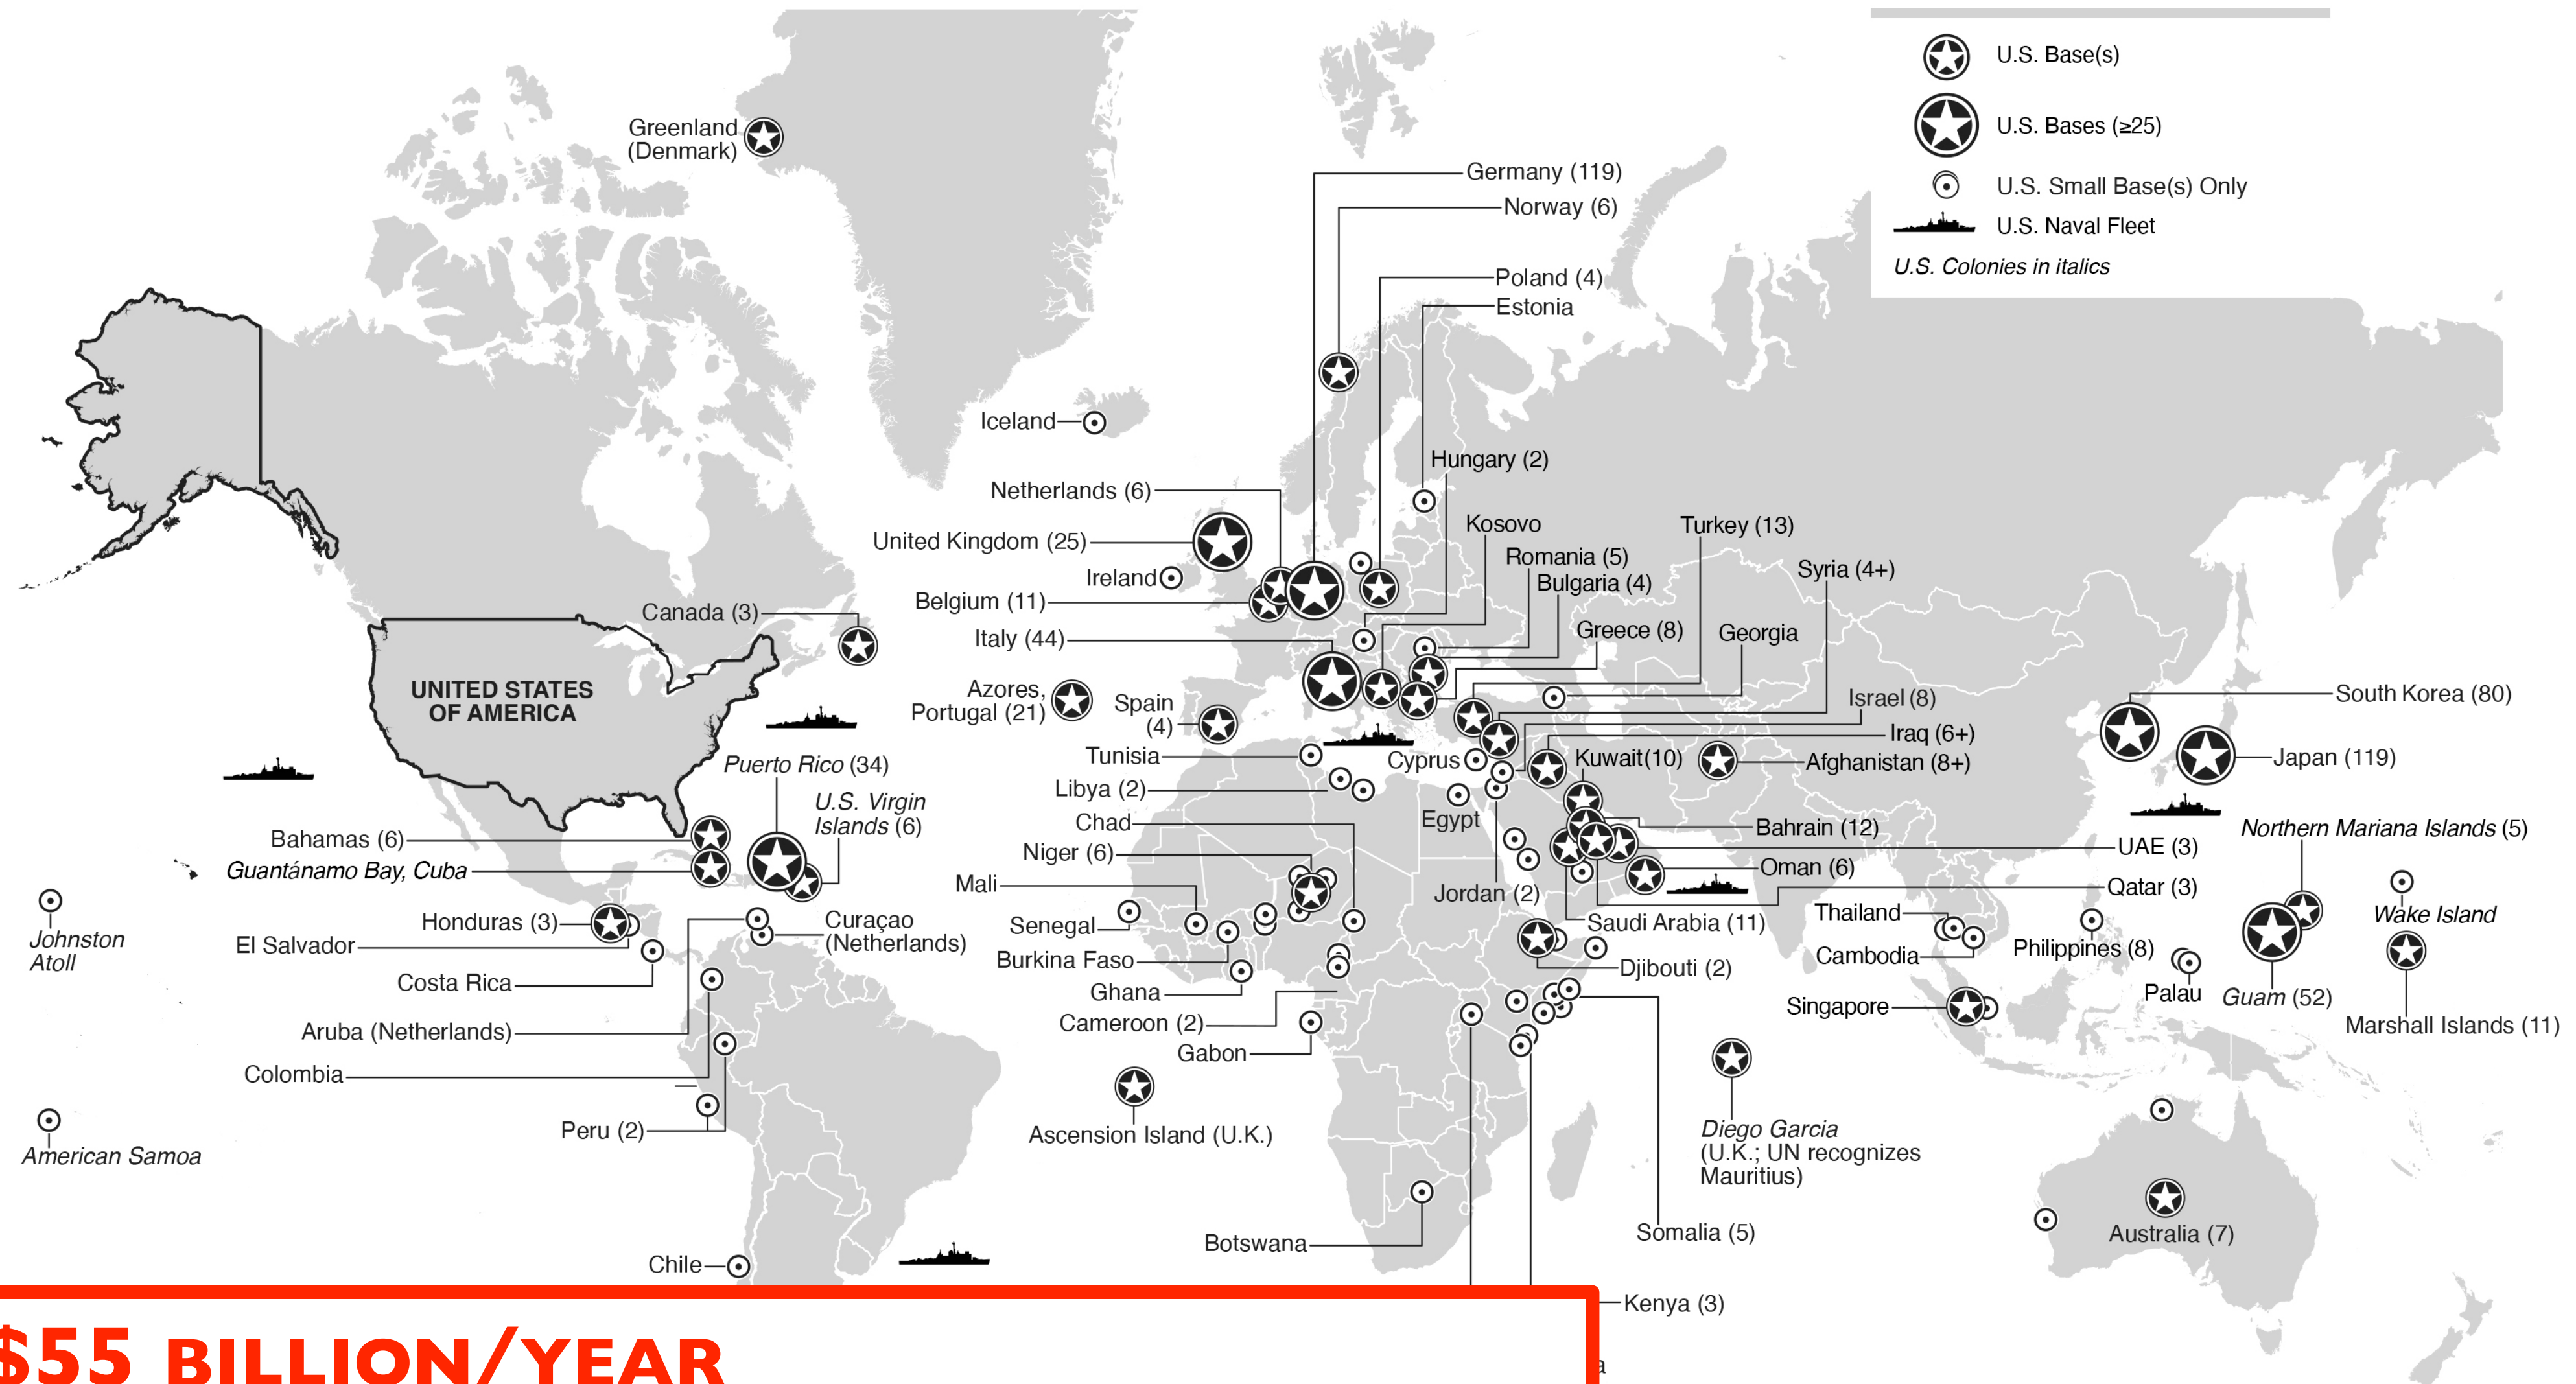 U.S. Base(s)
U.S. Bases (≥25)
U.S. Small Base(s) Only
U.S. Naval Fleet
U.S. Colonies in italics
Greenland
(Denmark)
Germany (119)
Norway (6)
Poland (4)
Estonia
Iceland
Hungary (2)
Netherlands (6)
United Kingdom (25)
Ireland
Belgium (11)
Italy (44)
Kosovo
Romania (5)
Bulgaria (4)
Turkey (13)
Syria (4+)
Greece (8)
Georgia
Israel (8)
Iraq (6+)
Canada (3)
UNITED STATES
OF AMERICA
Azores,
Portugal (21)
Spain
(4)
South Korea (80)
Japan (119)
Tunisia
Cyprus
Kuwait(10)
Afghanistan (8+)
Puerto Rico (34)
U.S. Virgin
Islands (6)
Libya (2)
Egypt
Chad
Bahrain (12)
Northern Mariana Islands (5)
Bahamas (6)
Guantánamo Bay, Cuba
Niger (6)
UAE (3)
Oman (6)
Mali
Jordan (2)
Qatar (3)
Johnston
Atoll
Honduras (3)
El Salvador
Costa Rica
Curaçao
(Netherlands)
Senegal
Burkina Faso
Saudi Arabia (11)
Djibouti (2)
Thailand
Cambodia
Philippines (8)
Wake Island
Ghana
Singapore
Palau
Guam (52)
Marshall Islands (11)
Aruba (Netherlands)
Cameroon (2)
Gabon
Colombia
Peru (2)
American Samoa
Ascension Island (U.K.)
Diego Garcia
(U.K.; UN recognizes
Mauritius)
Somalia (5)
Australia (7)
Botswana
Chile
Kenya (3)
$55 BILLION/YEAR